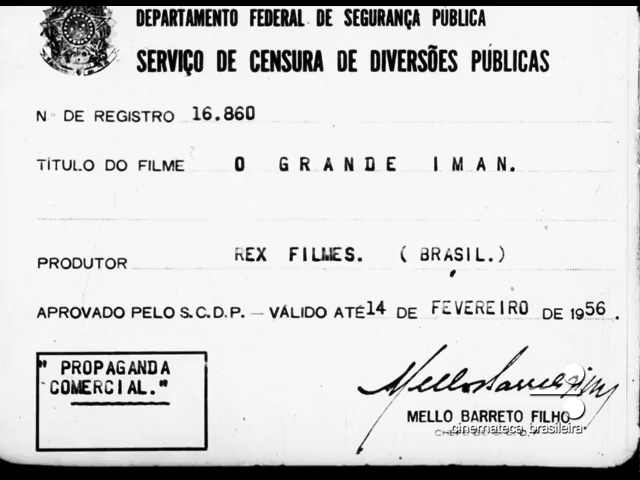 DEPARTAMENTO FEDERAL DE SEGURANÇA PÚBLICA
SERVIÇO DE CENSURA DE DIVERSÕES PÚBLICAS
Nº DE REGISTRO 16.860
TÍTULO DO FILME O GRANDE IMAN.
PRODUTOR REX FILMES. (BRASIL.)
APROVADO PELO S.C.D.P. — VÁLIDO ATÉ 14 DE FEVEREIRO DE 1956.
"PROPAGANDA
COMERCIAL."
MELLO BARRETO FILHO
cinemateca brasileira